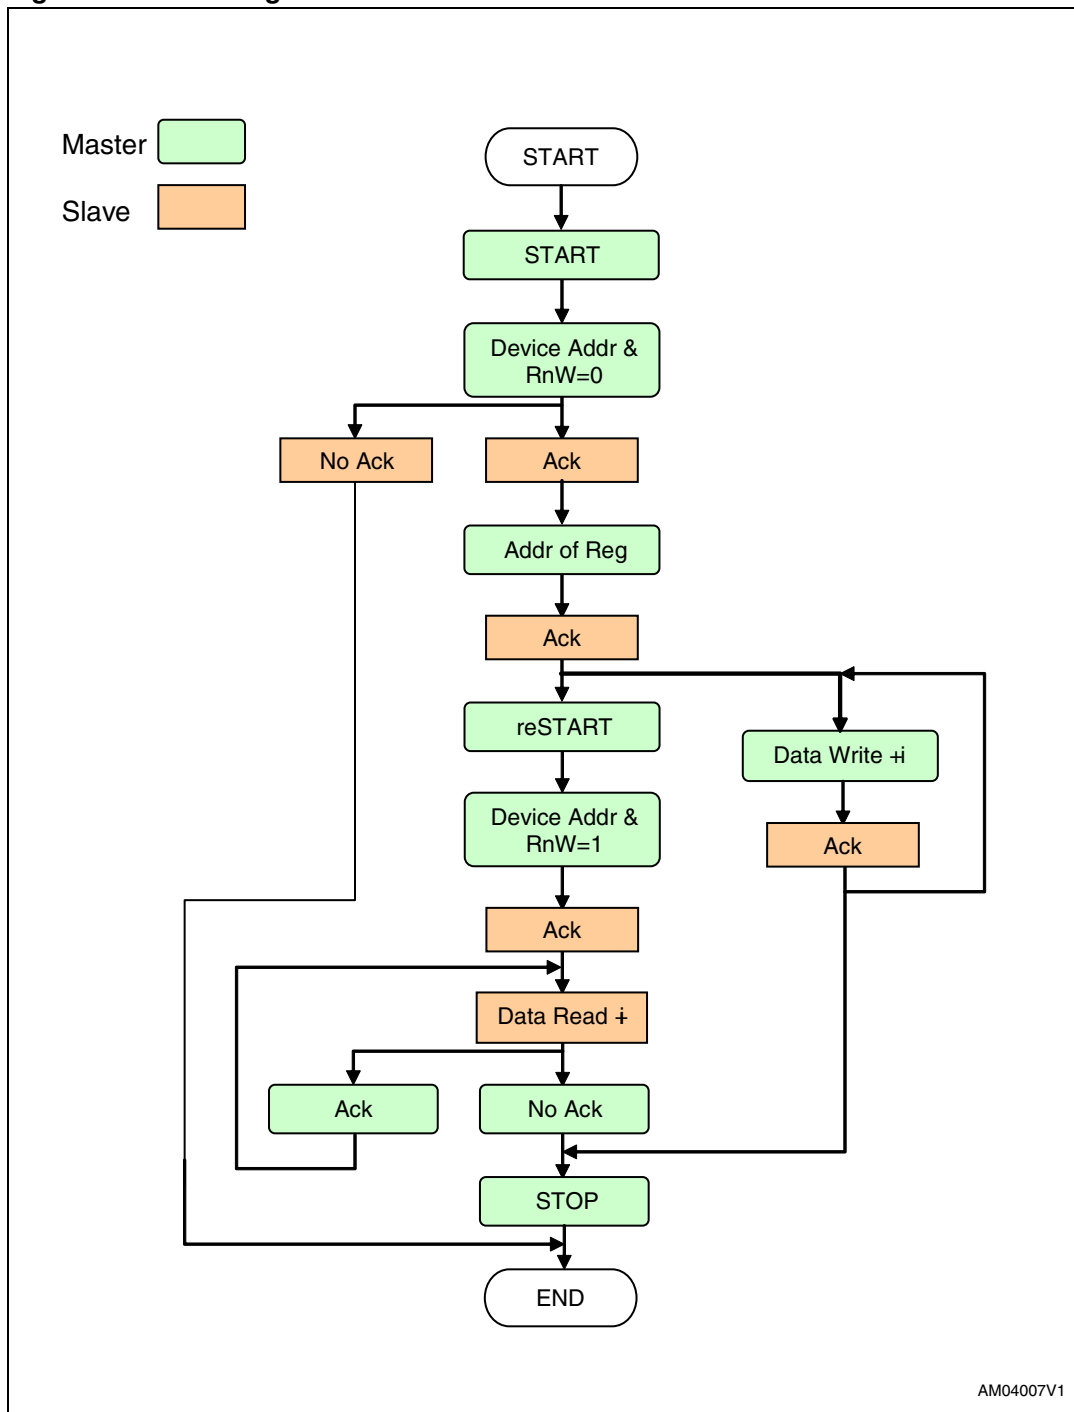 Master
Slave
START
START
Device Addr &
RnW=0
No Ack
Ack
Addr of Reg
Ack
reSTART
Data Write +i
Device Addr &
RnW=1
Ack
Ack
Data Read +i
Ack
No Ack
STOP
END
AM04007V1